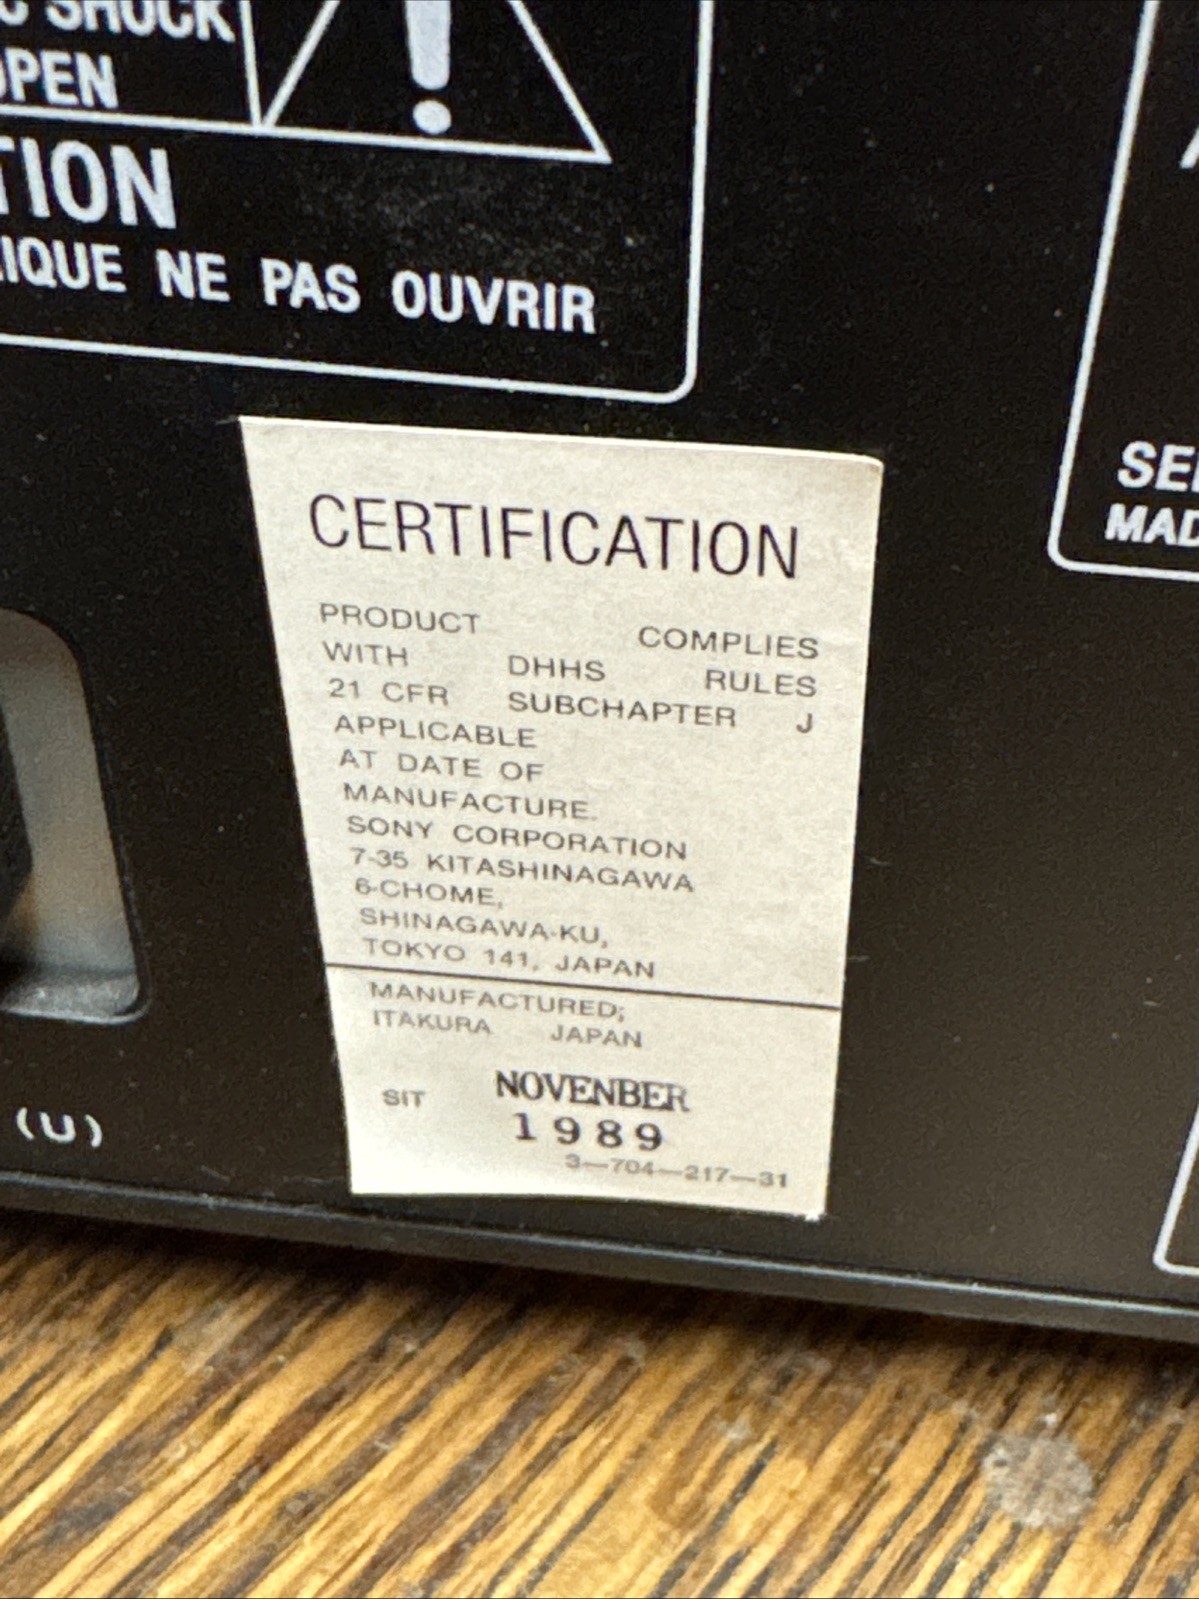 SHOCK
OPEN
TION
IQUE NE PAS OUVRIR
CERTIFICATION
PRODUCT COMPLIES
WITH DHHS RULES
21 CFR SUBCHAPTER J
APPLICABLE
AT DATE OF
MANUFACTURE.
SONY CORPORATION
7-35 KITASHINAGAWA
6-CHOME,
SHINAGAWA-KU,
TOKYO 141, JAPAN
MANUFACTURED;
ITAKURA JAPAN
SIT NOVENBER
1989
3-704-217-31
(U)
SE
MAD